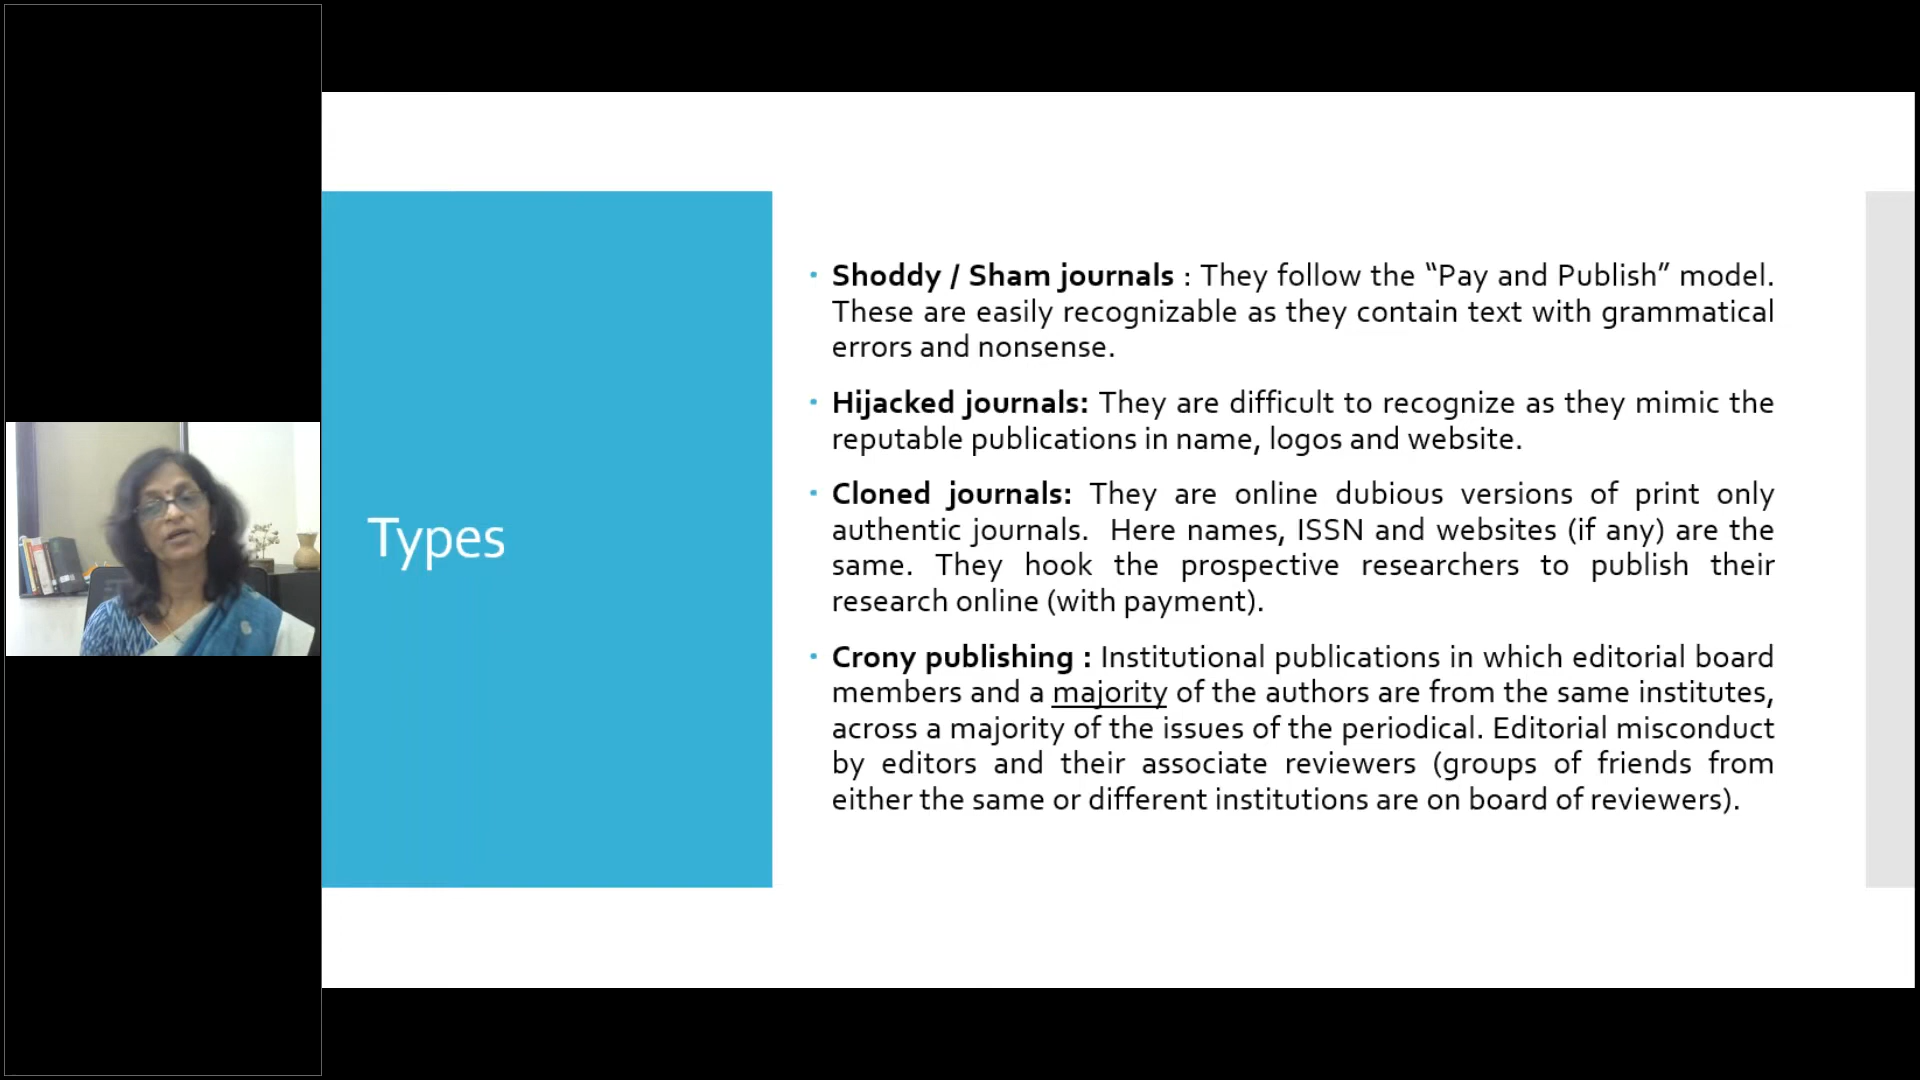 Types
Shoddy / Sham journals : They follow the “Pay and Publish” model.
These are easily recognizable as they contain text with grammatical
errors and nonsense.
Hijacked journals: They are difficult to recognize as they mimic the
reputable publications in name, logos and website.
Cloned journals: They are online dubious versions of print only
authentic journals.  Here names, ISSN and websites (if any) are the
same. They hook the prospective researchers to publish their
research online (with payment).
Crony publishing : Institutional publications in which editorial board
members and a majority of the authors are from the same institutes,
across a majority of the issues of the periodical. Editorial misconduct
by editors and their associate reviewers (groups of friends from
either the same or different institutions are on board of reviewers).